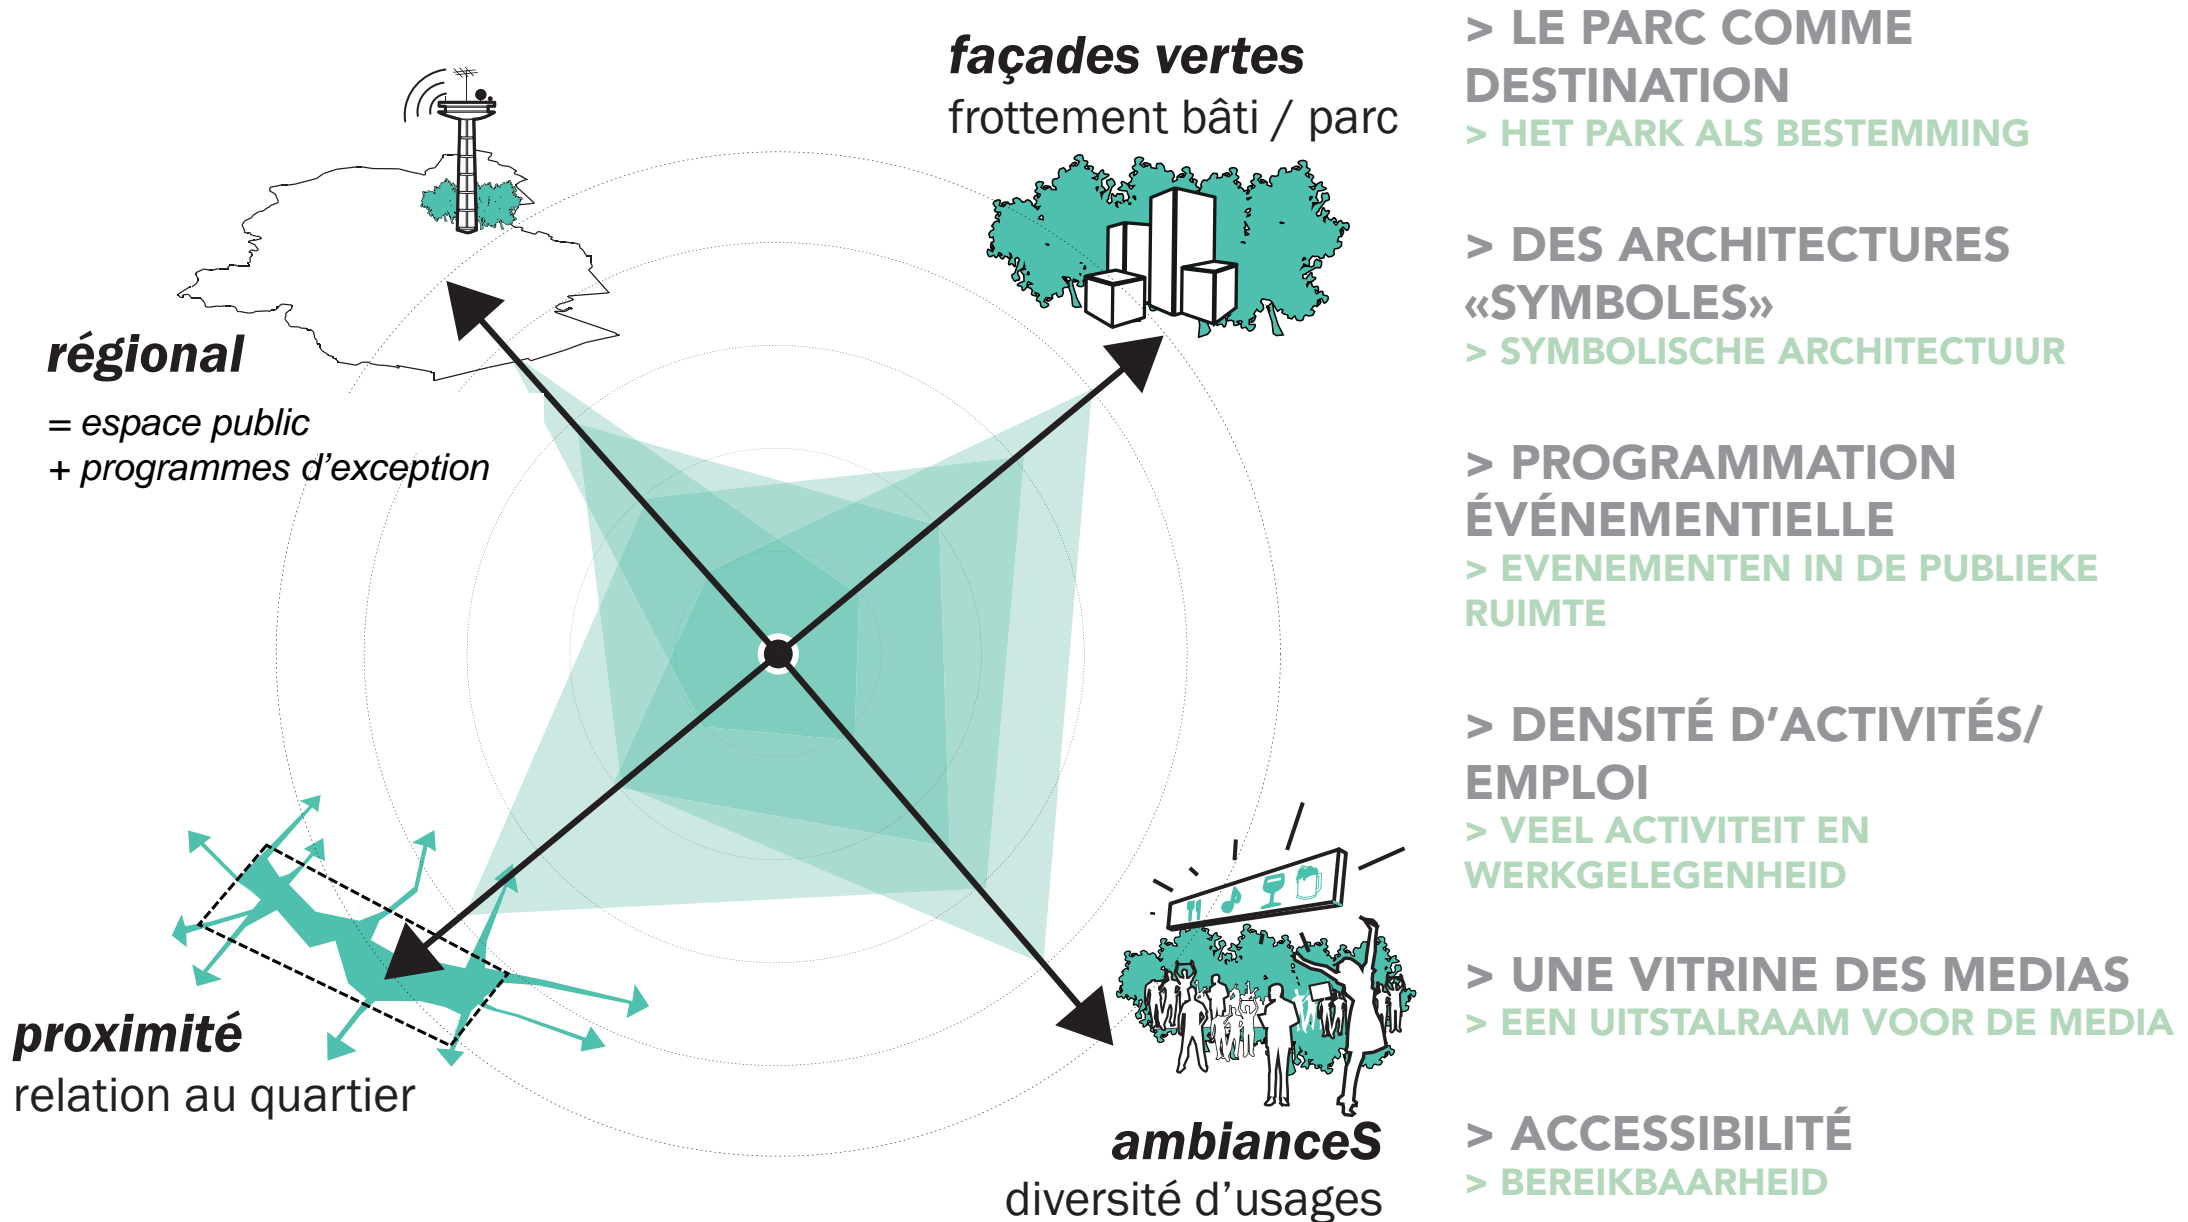 façades vertes
frottement bâti / parc
régional
= espace public
+ programmes d’exception
proximité
relation au quartier
ambianceS
diversité d’usages
> LE PARC COMME
DESTINATION
> HET PARK ALS BESTEMMING
> DES ARCHITECTURES
«SYMBOLES»
> SYMBOLISCHE ARCHITECTUUR
> PROGRAMMATION
ÉVÉNEMENTIELLE
> EVENEMENTEN IN DE PUBLIEKE
RUIMTE
> DENSITÉ D’ACTIVITÉS/
EMPLOI
> VEEL ACTIVITEIT EN
WERKGELEGENHEID
> UNE VITRINE DES MEDIAS
> EEN UITSTALRAAM VOOR DE MEDIA
> ACCESSIBILITÉ
> BEREIKBAARHEID